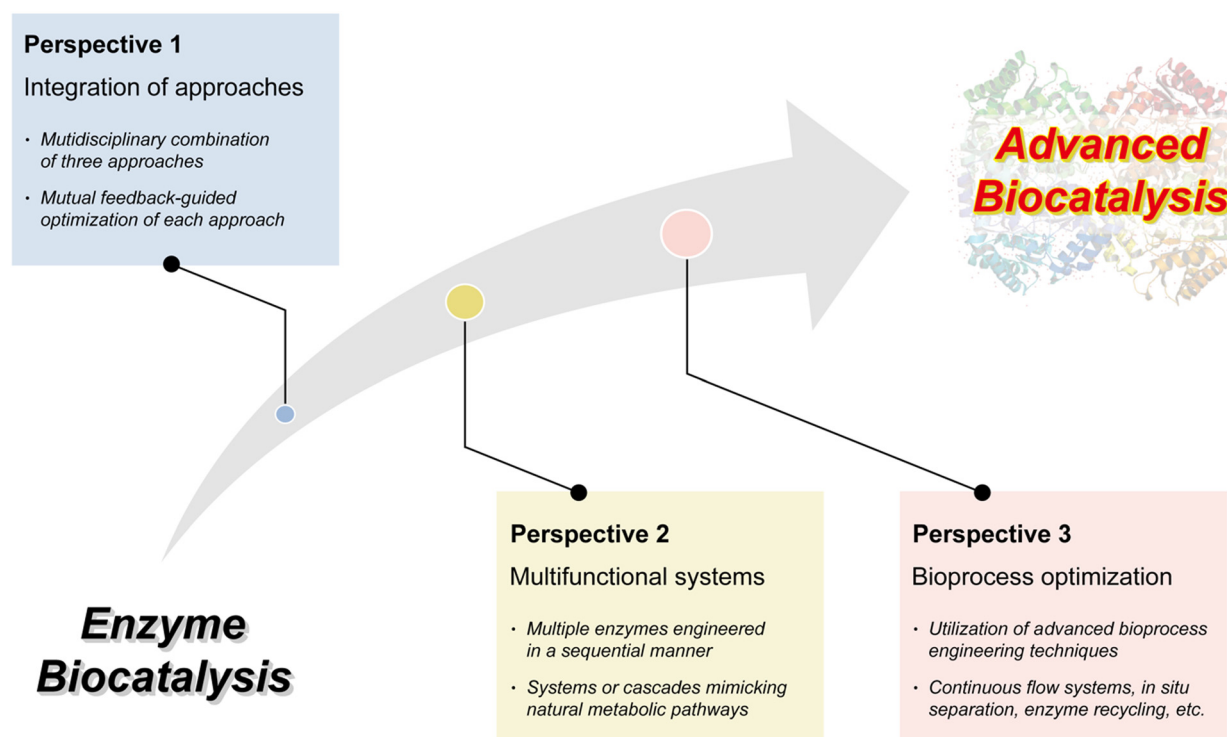 Perspective 1
Integration of approaches
· Mutidisciplinary combination
of three approaches
· Mutual feedback-guided
optimization of each approach
Advanced
Biocatalysis
Enzyme
Biocatalysis
Perspective 2
Multifunctional systems
· Multiple enzymes engineered
in a sequential manner
· Systems or cascades mimicking
natural metabolic pathways
Perspective 3
Bioprocess optimization
· Utilization of advanced bioprocess
engineering techniques
· Continuous flow systems, in situ
separation, enzyme recycling, etc.